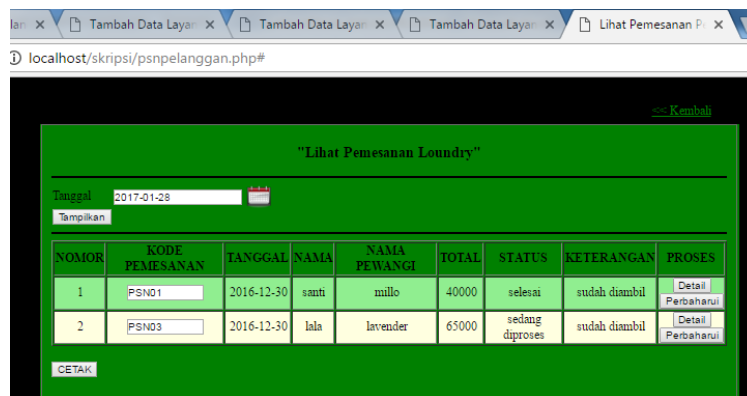 Tambah Data Layan
Tambah Data Layan
Tambah Data Layan
Lihat Pemesanan P
localhost/skripsi/psnpelanggan.php#
<< Kembali
"Lihat Pemesanan Loundry"
Tanggal 2017-01-28
Tampilkan
NOMOR KODE PEMESANAN TANGGAL NAMA NAMA PEWANGI TOTAL STATUS KETERANGAN PROSES
1 PSN01 2016-12-30 santi millo 40000 selesai sudah diambil Detail Perbaharui
2 PSN03 2016-12-30 lala lavender 65000 sedang diproses sudah diambil Detail Perbaharui
CETAK